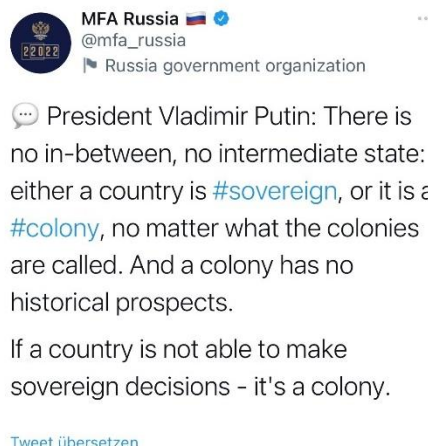 MFA Russia
@mfa_russia
22022
Russia government organization
President Vladimir Putin: There is
no in-between, no intermediate state:
either a country is #sovereign, or it is a
#colony, no matter what the colonies
are called. And a colony has no
historical prospects.
If a country is not able to make
sovereign decisions - it's a colony.
Tweet übersetzen